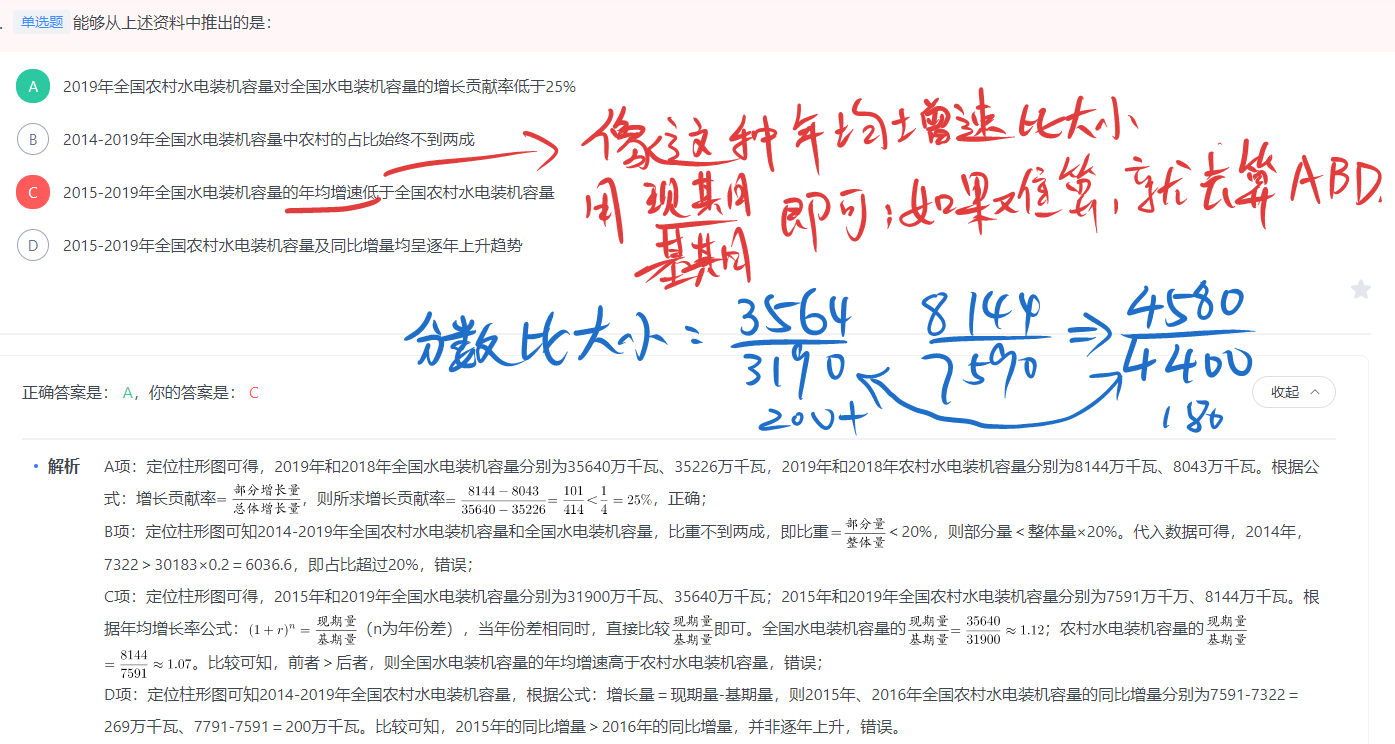 单选题 能够从上述资料中推出的是：
A 2019年全国农村水电装机容量对全国水电装机容量的增长贡献率低于25%
B 2014-2019年全国水电装机容量中农村的占比始终不到两成
C 2015-2019年全国水电装机容量的年均增速低于全国农村水电装机容量
D 2015-2019年全国农村水电装机容量及同比增量均呈逐年上升趋势
像这种年均增速比大小
用 现期月/基期月 即可；如果难算，就去算ABD.
分数比大小：3564/3190 8144/7590 ⇒ 4580/4400
200+ 180
正确答案是： A，你的答案是： C
收起
解析 A项：定位柱形图可得，2019年和2018年全国水电装机容量分别为35640万千瓦、35226万千瓦，2019年和2018年农村水电装机容量分别为8144万千瓦、8043万千瓦。根据公
式：增长贡献率=部分增长量/总体增长量，则所求增长贡献率=(8144-8043)/(35640-35226)=101/414<1/4=25%，正确；
B项：定位柱形图可知2014-2019年全国农村水电装机容量和全国水电装机容量，比重不到两成，即比重=部分量/整体量<20%，则部分量＜整体量×20%。代入数据可得，2014年，
7322＞30183×0.2＝6036.6，即占比超过20%，错误；
C项：定位柱形图可得，2015年和2019年全国水电装机容量分别为31900万千瓦、35640万千瓦；2015年和2019年全国农村水电装机容量分别为7591万千万、8144万千瓦。根
据年均增长率公式：(1+r)^n=现期量/基期量（n为年份差），当年份差相同时，直接比较现期量/基期量即可。全国水电装机容量的现期量/基期量=35640/31900≈1.12；农村水电装机容量的现期量/基期量
=8144/7591≈1.07。比较可知，前者＞后者，则全国水电装机容量的年均增速高于农村水电装机容量，错误；
D项：定位柱形图可知2014-2019年全国农村水电装机容量，根据公式：增长量＝现期量-基期量，则2015年、2016年全国农村水电装机容量的同比增量分别为7591-7322＝
269万千瓦、7791-7591＝200万千瓦。比较可知，2015年的同比增量＞2016年的同比增量，并非逐年上升，错误。